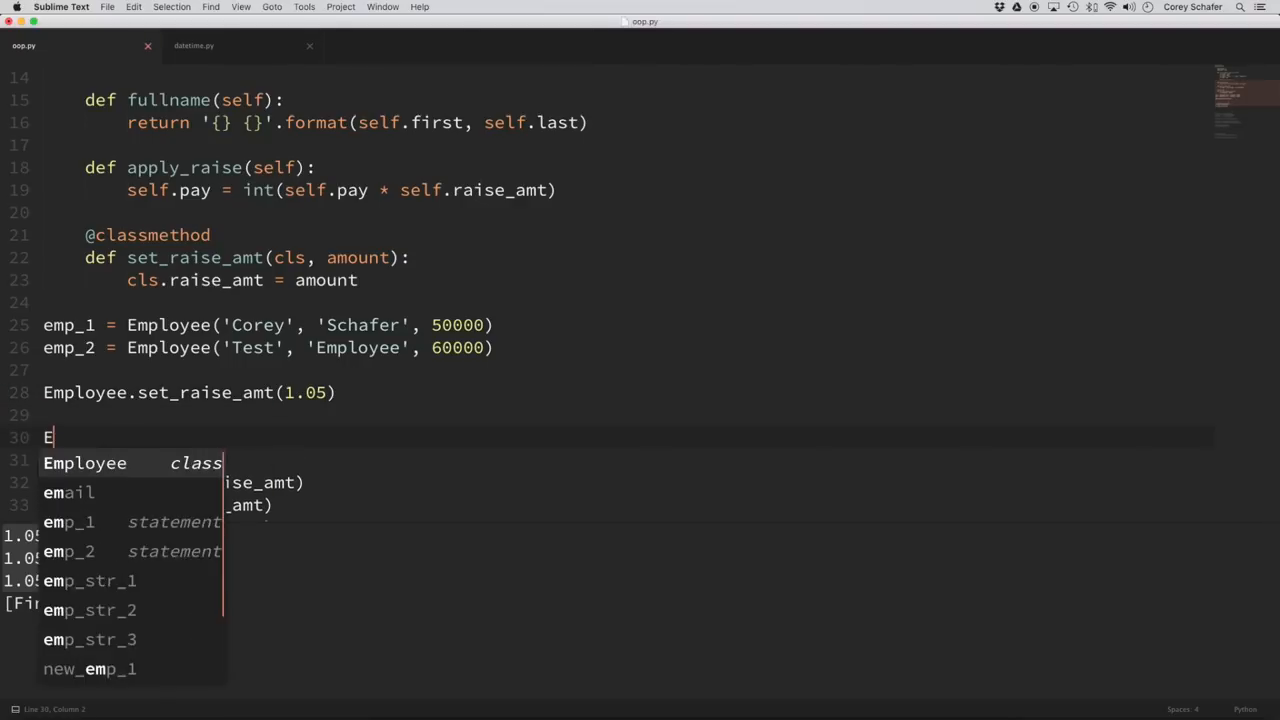 Sublime Text File Edit Selection Find View Goto Tools Project Window Help Corey Schafer
oop.py
oop.py datetime.py
14
15 def fullname(self):
16 return '{} {}'.format(self.first, self.last)
17
18 def apply_raise(self):
19 self.pay = int(self.pay * self.raise_amt)
20
21 @classmethod
22 def set_raise_amt(cls, amount):
23 cls.raise_amt = amount
24
25 emp_1 = Employee('Corey', 'Schafer', 50000)
26 emp_2 = Employee('Test', 'Employee', 60000)
27
28 Employee.set_raise_amt(1.05)
29
30 E
31 Employee class
32 ise_amt)
email
33 _amt)
emp_1 statement
1.05
emp_2 statement
1.05
emp_str_1
1.05
[Fin
emp_str_2
emp_str_3
new_emp_1
Line 30, Column 2 Spaces: 4 Python